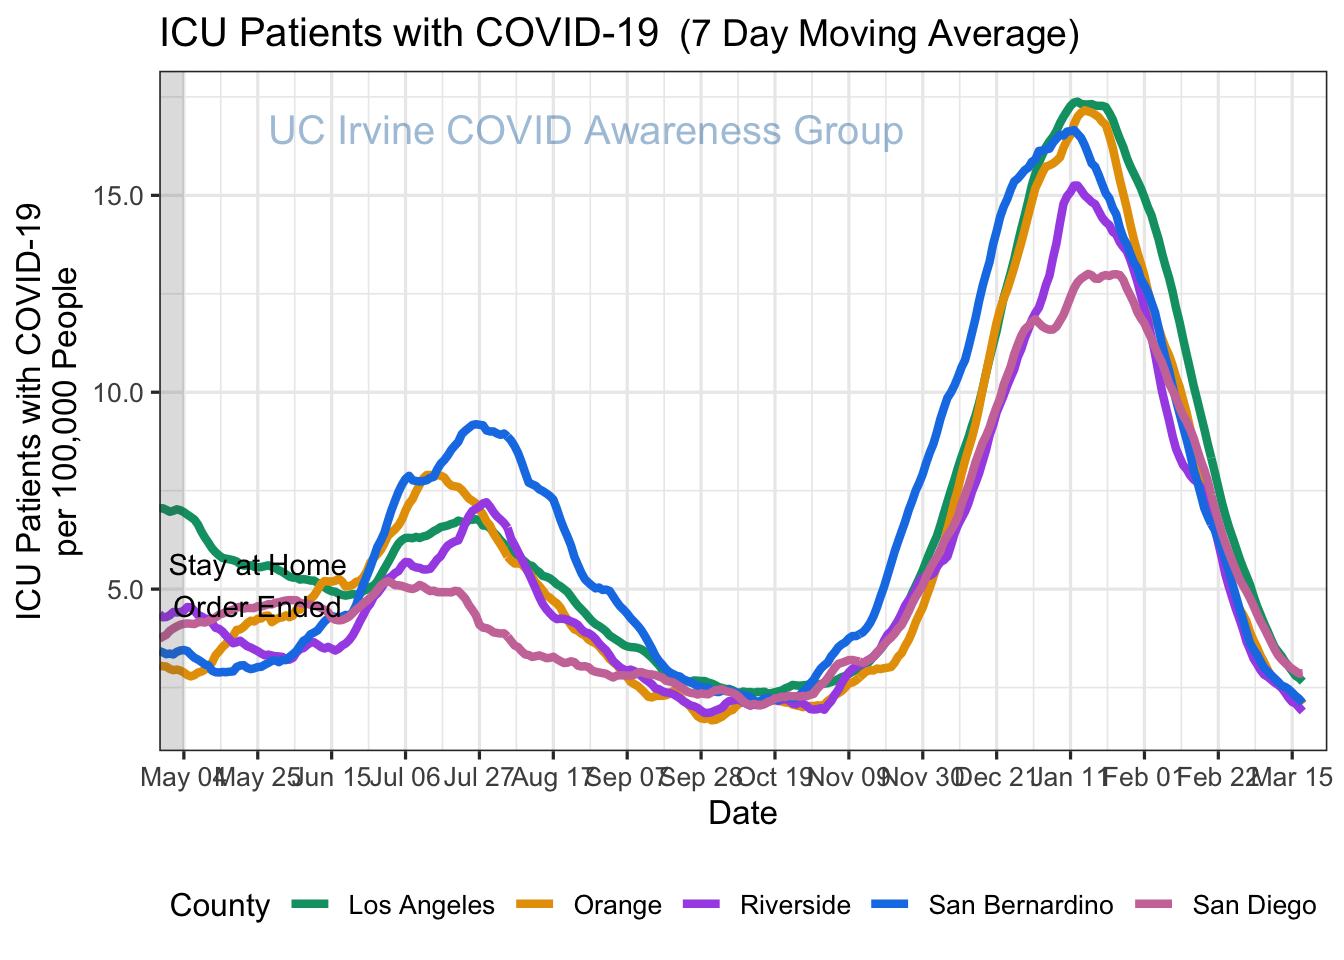 ICU Patients with COVID-19 (7 Day Moving Average)
UC Irvine COVID Awareness Group
ICU Patients with COVID-19
per 100,000 People
15.0
10.0
5.0
Stay at Home
Order Ended
May 04 May 25 Jun 15 Jul 06 Jul 27 Aug 17 Sep 07 Sep 28 Oct 19 Nov 09 Nov 30 Dec 21 Jan 11 Feb 01 Feb 22 Mar 15
Date
County Los Angeles Orange Riverside San Bernardino San Diego